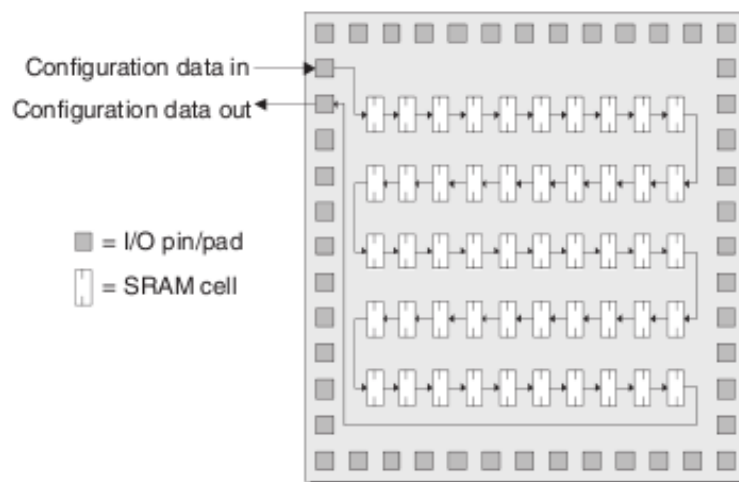 Configuration data in
Configuration data out
= I/O pin/pad
= SRAM cell